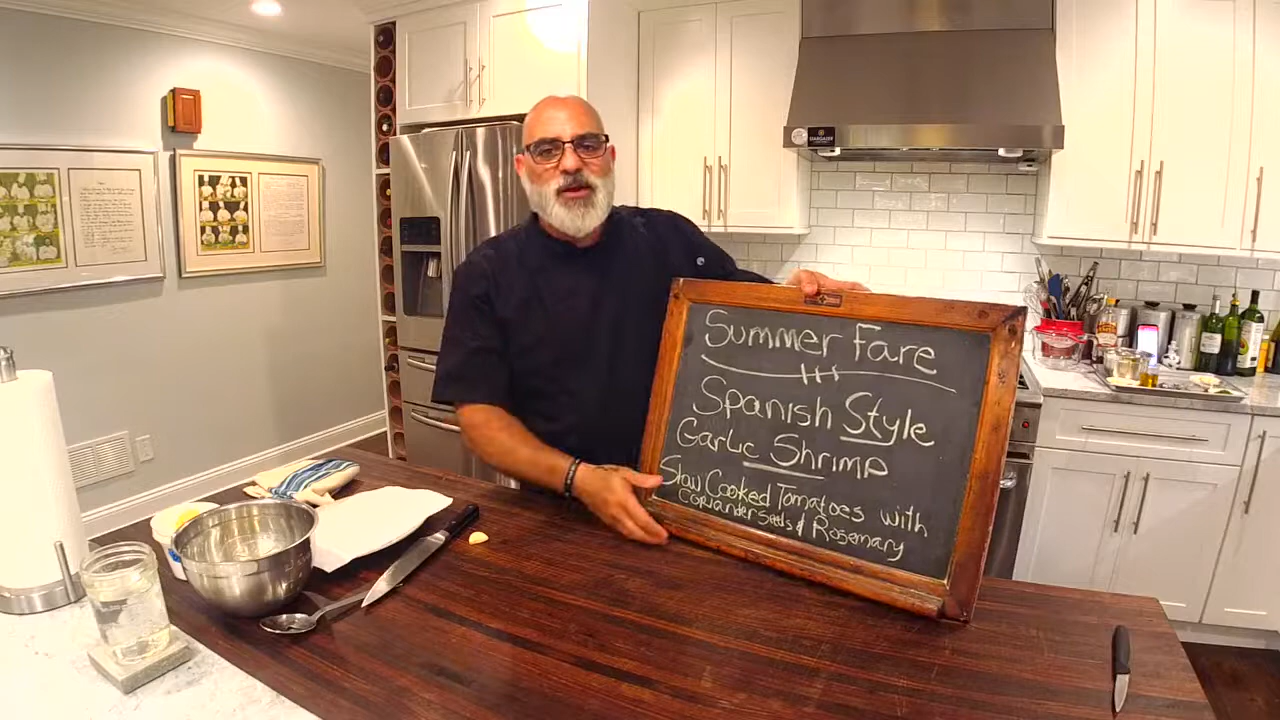 Summer Fare
Spanish Style
Garlic Shrimp
Slow Cooked Tomatoes with
Coriander Seeds & Rosemary